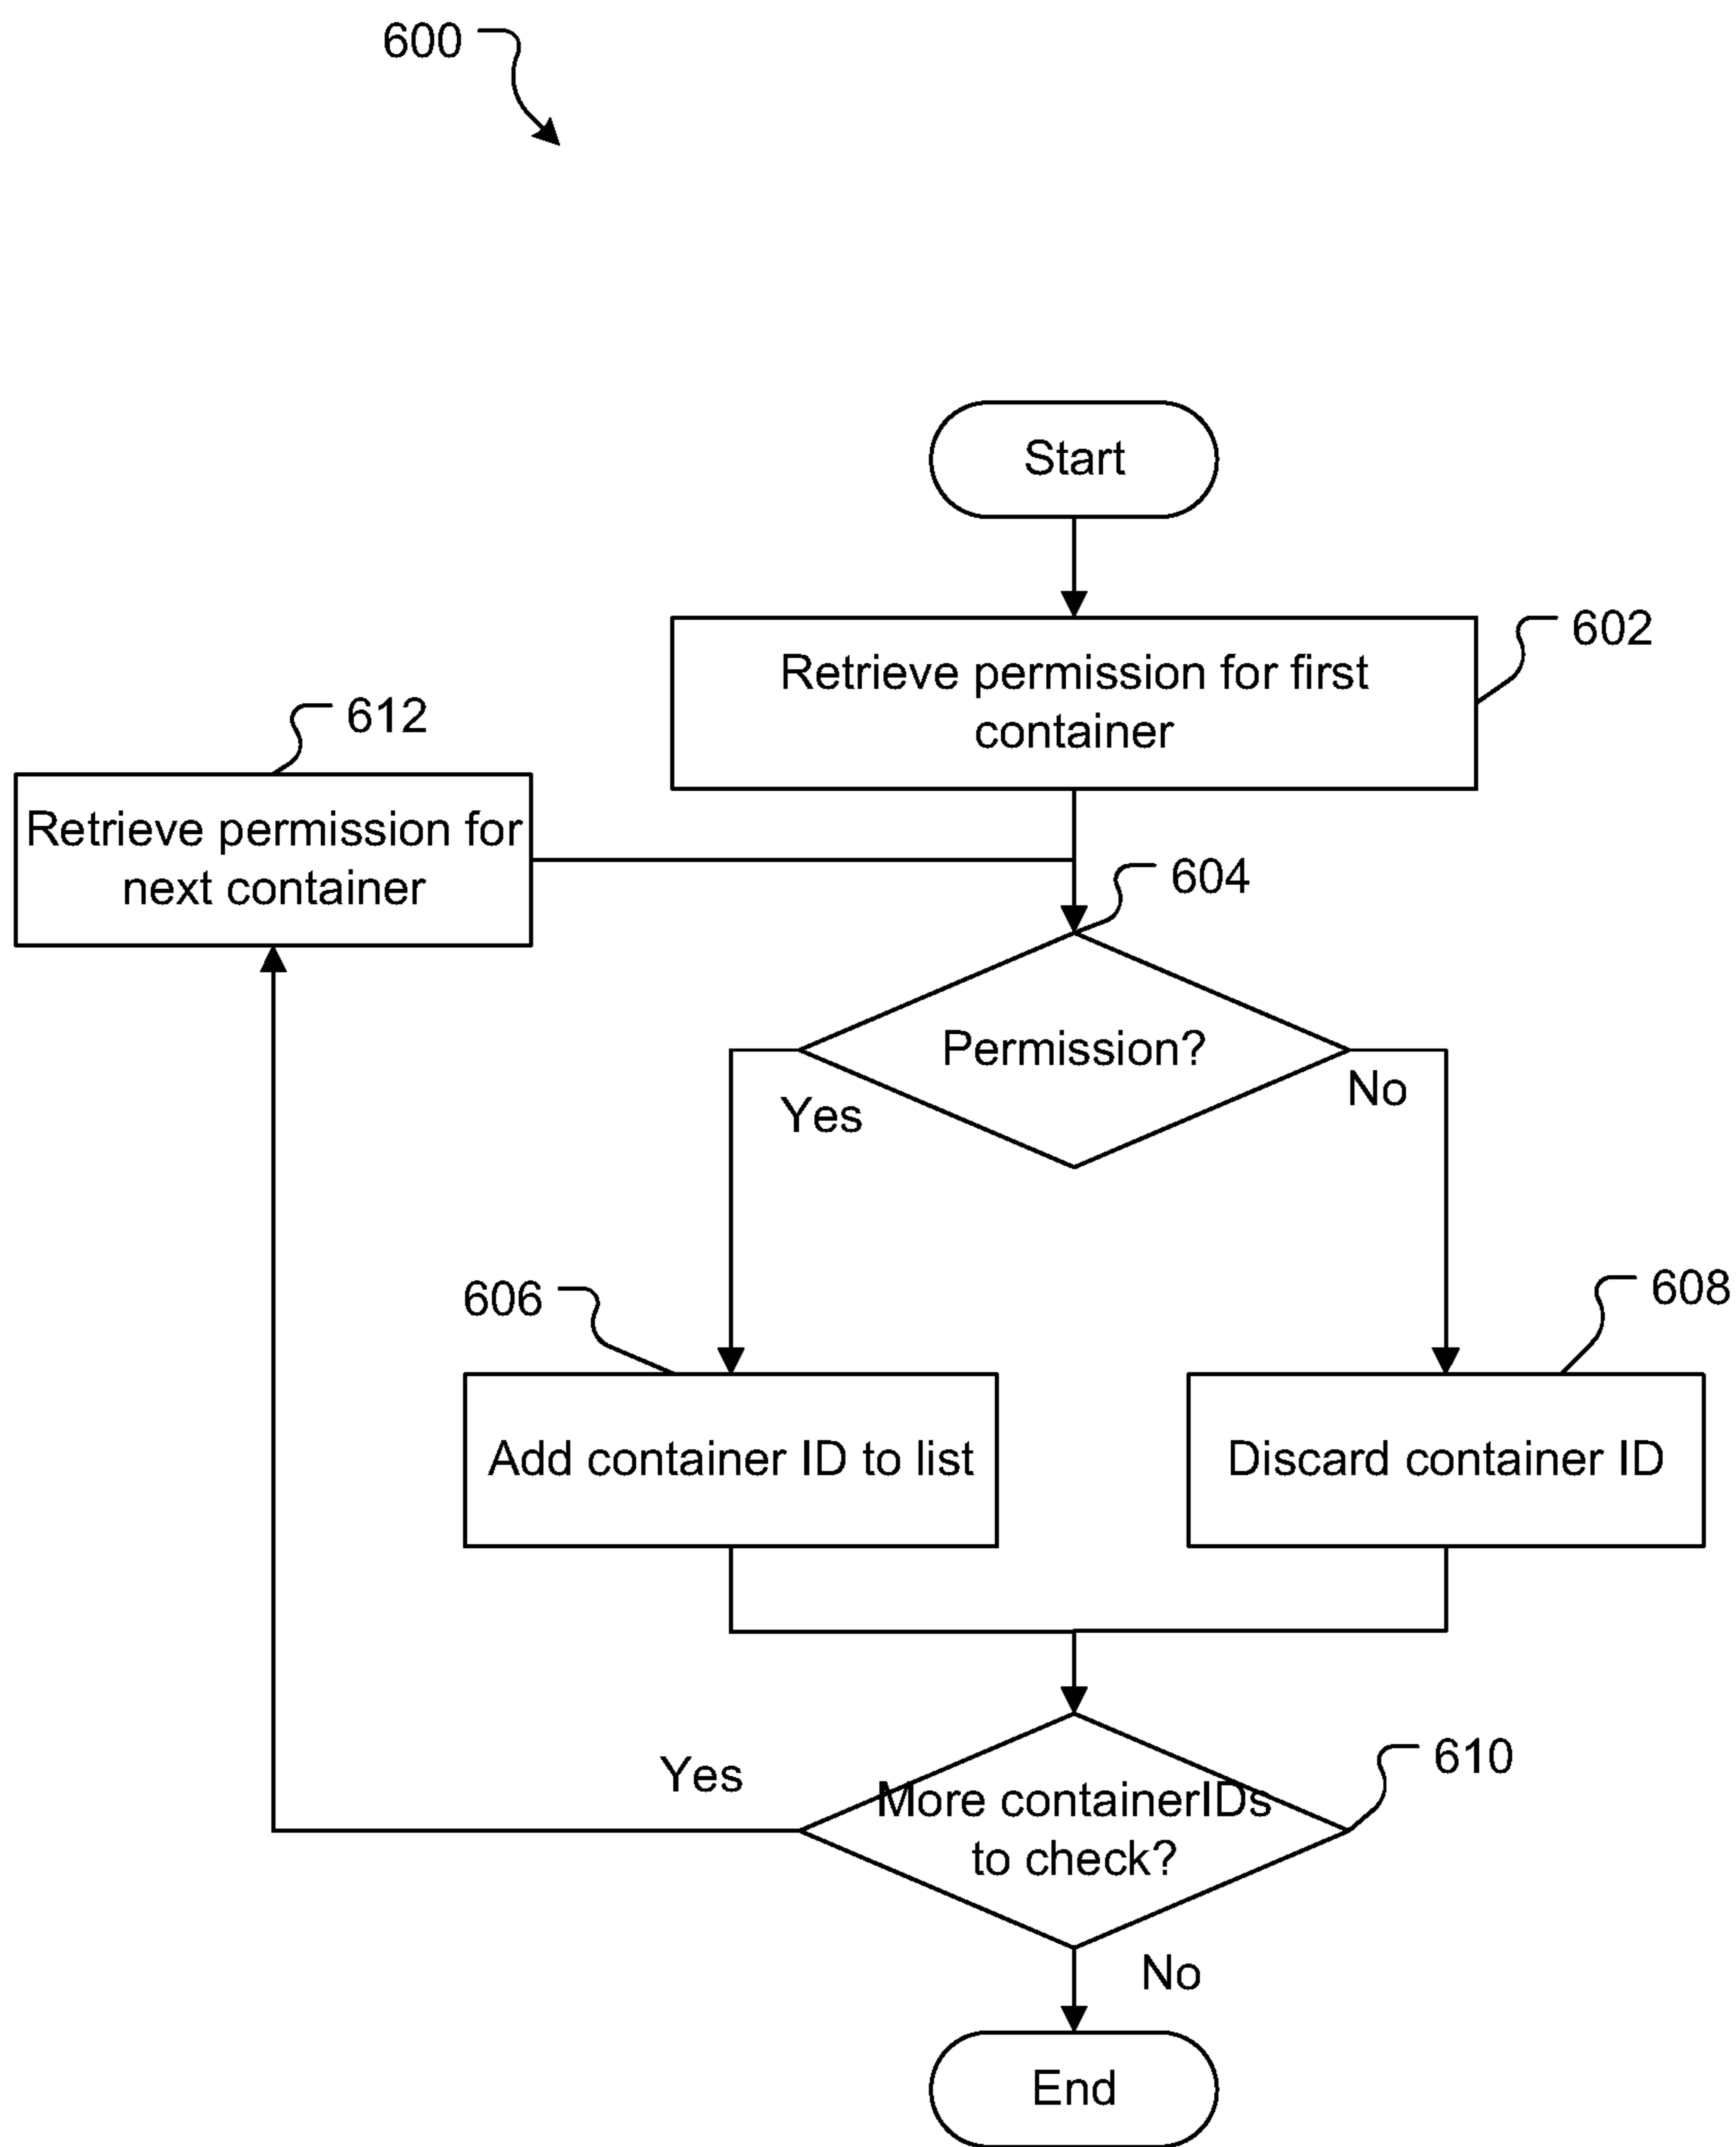 600
Start
602
Retrieve permission for first
container
612
Retrieve permission for
next container
604
Permission?
Yes
No
606
608
Add container ID to list
Discard container ID
610
Yes
More containerIDs
to check?
No
End